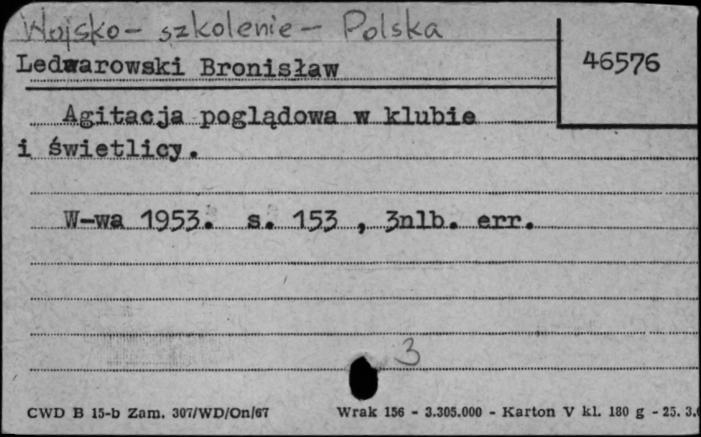 Wojsko - szkolenie - Polska
Ledwarowski Bronisław
46576
Agitacja poglądowa w klubie
i świetlicy.
W-wa 1953. s. 153 , 3nlb. err.
3
CWD B 15-b Zam. 307/WD/On/67 Wrak 156 - 3.305.000 - Karton V kl. 180 g - 25. 3.